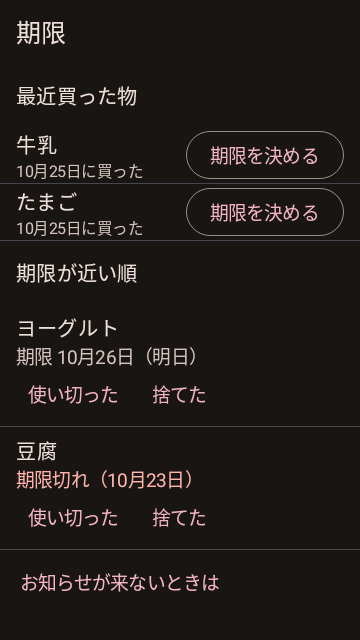 期限
最近買った物
牛乳
10月25日に買った
期限を決める
たまご
10月25日に買った
期限を決める
期限が近い順
ヨーグルト
期限 10月26日（明日）
使い切った 捨てた
豆腐
期限切れ（10月23日）
使い切った 捨てた
お知らせが来ないときは